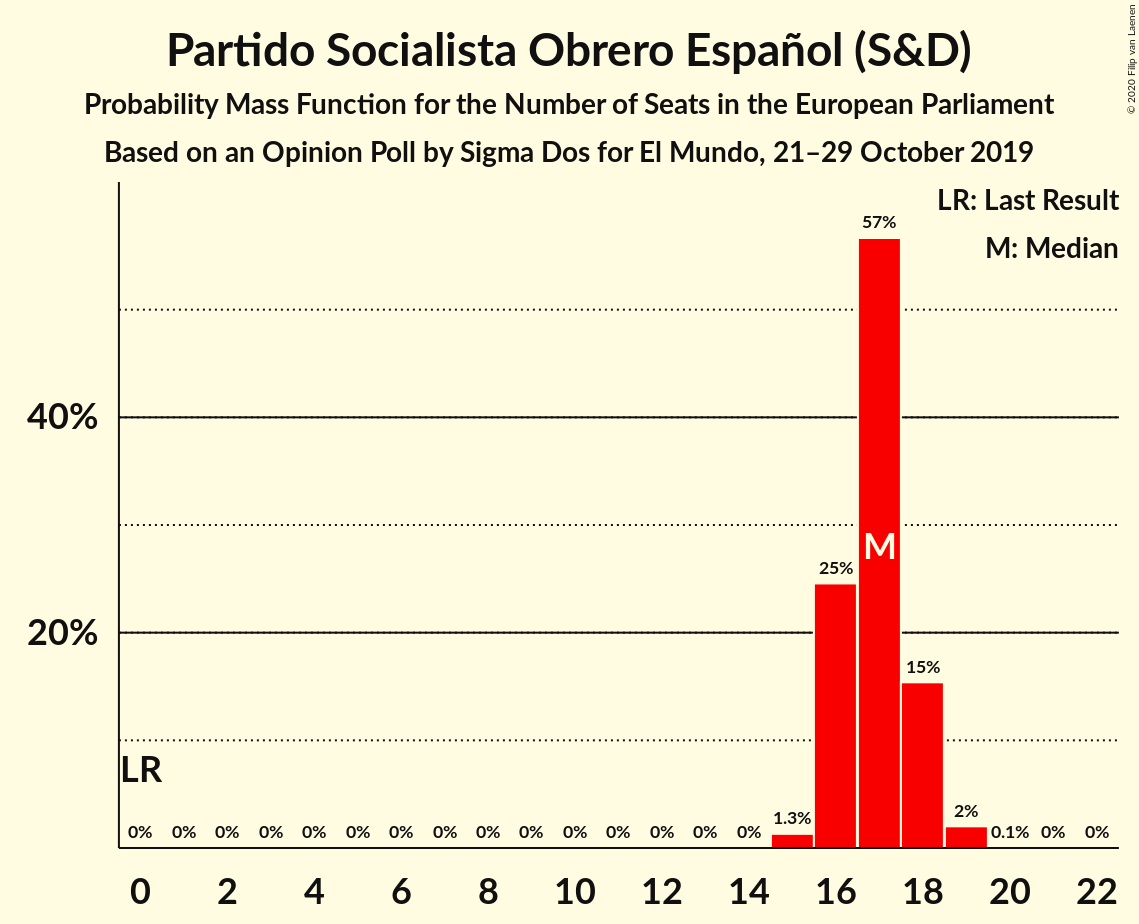 Partido Socialista Obrero Español (S&D)
Probability Mass Function for the Number of Seats in the European Parliament
Based on an Opinion Poll by Sigma Dos for El Mundo, 21–29 October 2019
© 2020 Filip van Laenen
LR: Last Result
M: Median
57%
40%
M
25%
20%
15%
LR
0% 0% 0% 0% 0% 0% 0% 0% 0% 0% 0% 0% 0% 0% 0% 1.3% 2% 0.1% 0% 0%
0 2 4 6 8 10 12 14 16 18 20 22